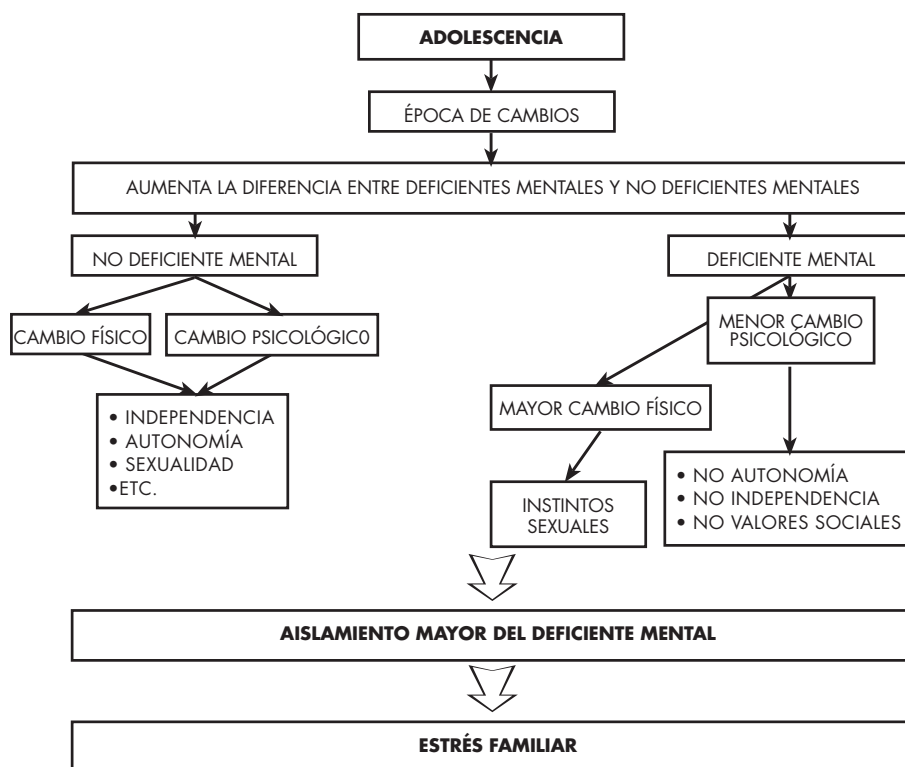 ADOLESCENCIA
ÉPOCA DE CAMBIOS
AUMENTA LA DIFERENCIA ENTRE DEFICIENTES MENTALES Y NO DEFICIENTES MENTALES
NO DEFICIENTE MENTAL
DEFICIENTE MENTAL
CAMBIO FÍSICO
CAMBIO PSICOLÓGIC0
MENOR CAMBIO
PSICOLÓGICO
MAYOR CAMBIO FÍSICO
• INDEPENDENCIA
• AUTONOMÍA
• SEXUALIDAD
•ETC.
INSTINTOS
SEXUALES
• NO AUTONOMÍA
• NO INDEPENDENCIA
• NO VALORES SOCIALES
AISLAMIENTO MAYOR DEL DEFICIENTE MENTAL
ESTRÉS FAMILIAR